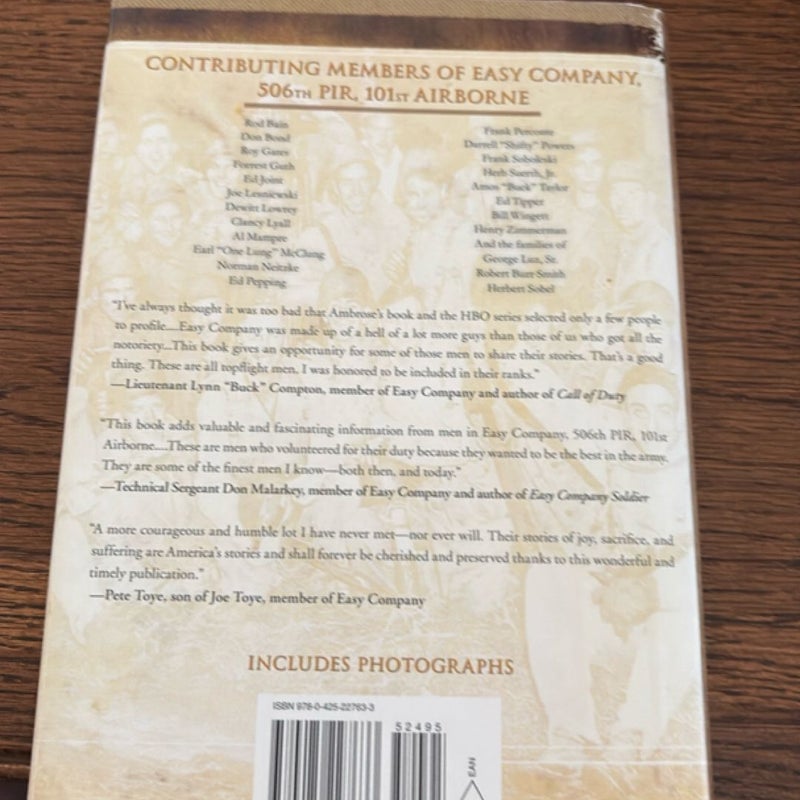 CONTRIBUTING MEMBERS OF EASY COMPANY,
506TH PIR, 101ST AIRBORNE
Rod Bain
Don Bond
Roy Gates
Forrest Guth
Ed Joint
Joe Lesniewski
Dewitt Lowrey
Clancy Lyall
Al Mampre
Earl "One Lung" McClung
Norman Neitzke
Ed Pepping
Frank Perconte
Darrell "Shifty" Powers
Frank Soboleski
Herb Suerth, Jr.
Amos "Buck" Taylor
Ed Tipper
Bill Wingett
Henry Zimmerman
And the families of
George Luz, Sr.
Robert Burr Smith
Herbert Sobel
"I've always thought it was too bad that Ambrose's book and the HBO series selected only a few people
to profile....Easy Company was made up of a hell of a lot more guys than those of us who got all the
notoriety...This book gives an opportunity for some of those men to share their stories. That's a good
thing. These are all topflight men, I was honored to be included in their ranks."
—Lieutenant Lynn "Buck" Compton, member of Easy Company and author of Call of Duty
"This book adds valuable and fascinating information from men in Easy Company, 506th PIR, 101st
Airborne....These are men who volunteered for their duty because they wanted to be the best in the army.
They are some of the finest men I know—both then, and today."
—Technical Sergeant Don Malarkey, member of Easy Company and author of Easy Company Soldier
"A more courageous and humble lot I have never met—nor ever will. Their stories of joy, sacrifice, and
suffering are America's stories and shall forever be cherished and preserved thanks to this wonderful and
timely publication."
—Pete Toye, son of Joe Toye, member of Easy Company
INCLUDES PHOTOGRAPHS
ISBN 978-0-425-22763-3
52495
EAN